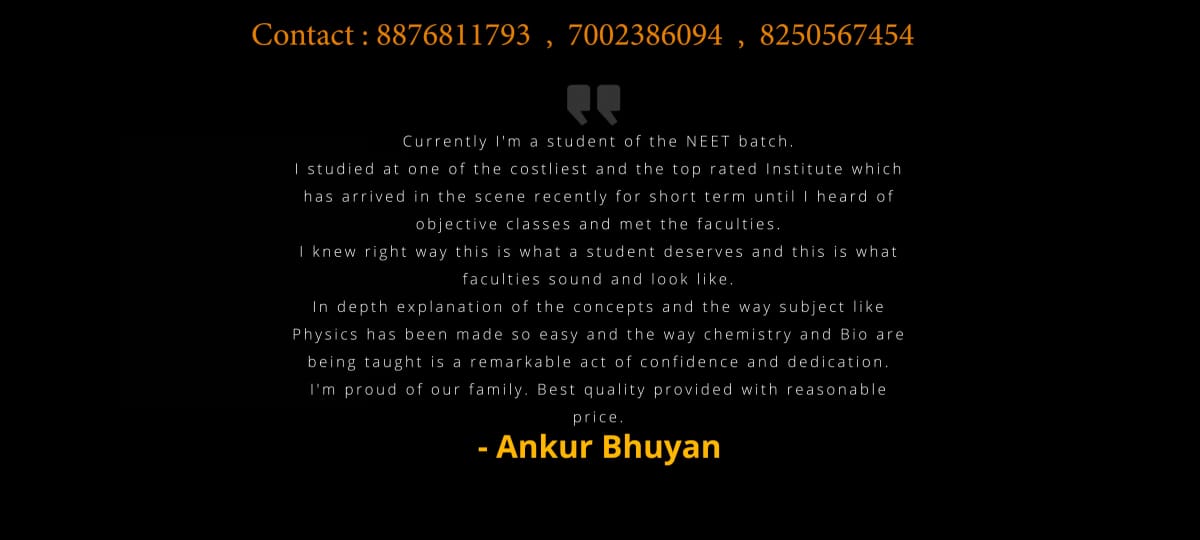 Contact : 8876811793 , 7002386094 , 8250567454
Currently I'm a student of the NEET batch.
I studied at one of the costliest and the top rated Institute which
has arrived in the scene recently for short term until I heard of
objective classes and met the faculties.
I knew right way this is what a student deserves and this is what
faculties sound and look like.
In depth explanation of the concepts and the way subject like
Physics has been made so easy and the way chemistry and Bio are
being taught is a remarkable act of confidence and dedication.
I'm proud of our family. Best quality provided with reasonable
price.
- Ankur Bhuyan